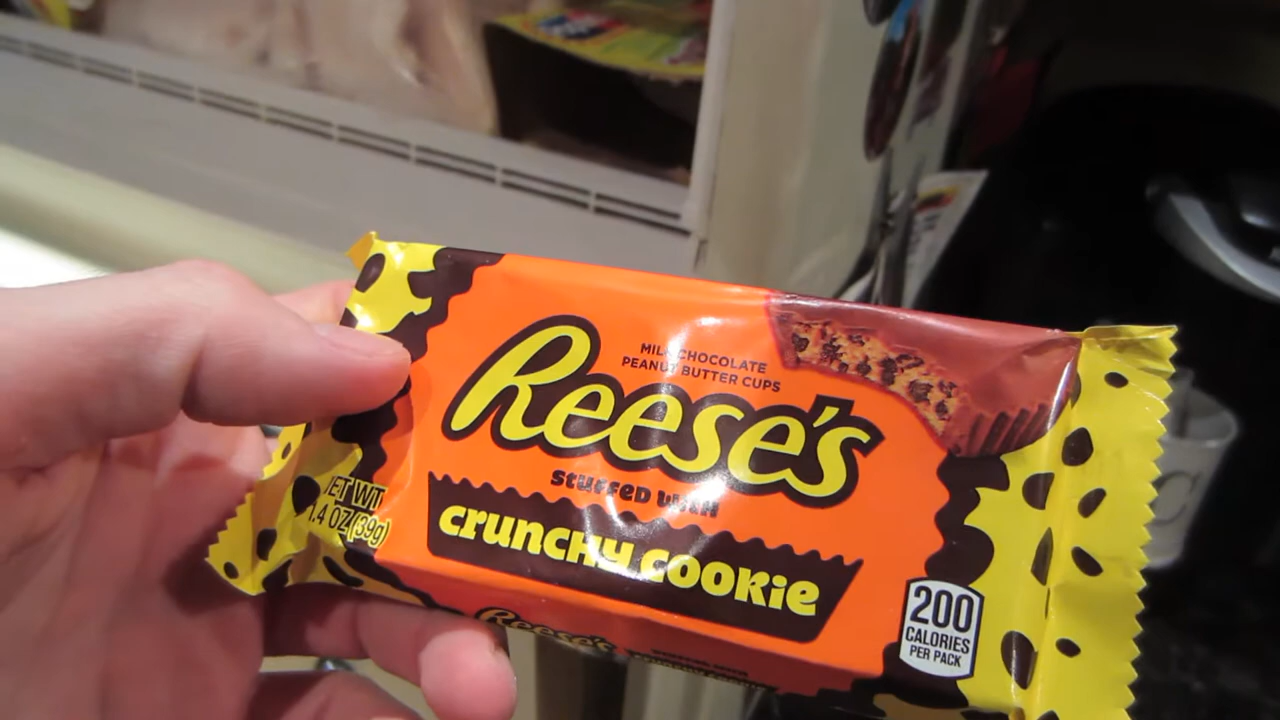 MILK CHOCOLATE
PEANUT BUTTER CUPS
Reese's
STUFFED WITH
CRUNCHY COOKIE
NET WT
1.4 OZ (39g)
200
CALORIES
PER PACK
Reese's